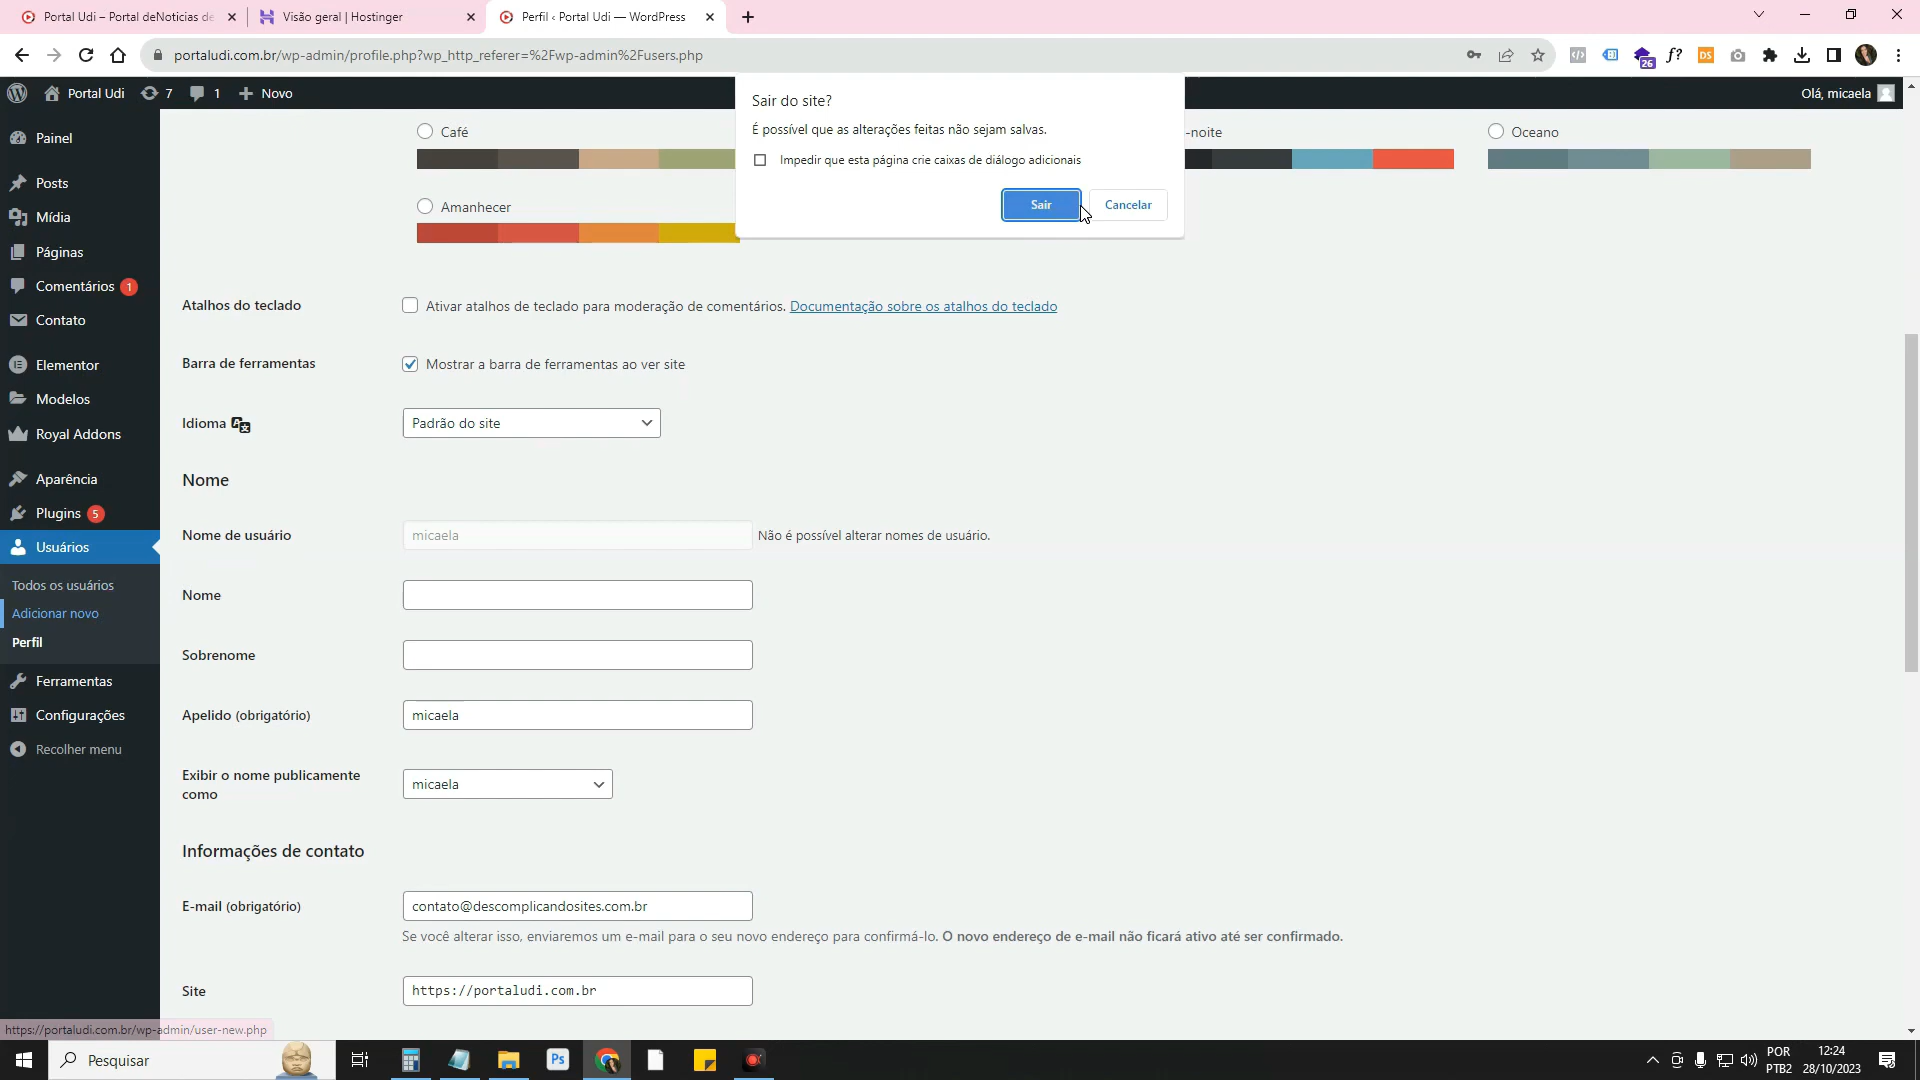 Portal Udi – Portal deNoticias de
Visão geral | Hostinger
Perfil ‹ Portal Udi — WordPress
portaludi.com.br/wp-admin/profile.php?wp_http_referer=%2Fwp-admin%2Fusers.php
26
f?
DS
Portal Udi
7
1
Novo
Olá, micaela
Sair do site?
É possível que as alterações feitas não sejam salvas.
Impedir que esta página crie caixas de diálogo adicionais
Sair
Cancelar
Painel
Posts
Mídia
Páginas
Comentários 1
Contato
Elementor
Modelos
Royal Addons
Aparência
Plugins 5
Usuários
Todos os usuários
Adicionar novo
Perfil
Ferramentas
Configurações
Recolher menu
Café
-noite
Oceano
Amanhecer
Atalhos do teclado
Ativar atalhos de teclado para moderação de comentários. Documentação sobre os atalhos do teclado
Barra de ferramentas
Mostrar a barra de ferramentas ao ver site
Idioma
Padrão do site
Nome
Nome de usuário
micaela
Não é possível alterar nomes de usuário.
Nome
Sobrenome
Apelido (obrigatório)
micaela
Exibir o nome publicamente
como
micaela
Informações de contato
E-mail (obrigatório)
contato@descomplicandosites.com.br
Se você alterar isso, enviaremos um e-mail para o seu novo endereço para confirmá-lo. O novo endereço de e-mail não ficará ativo até ser confirmado.
Site
https://portaludi.com.br
https://portaludi.com.br/wp-admin/user-new.php
Pesquisar
Ps
POR
PTB2
12:24
28/10/2023